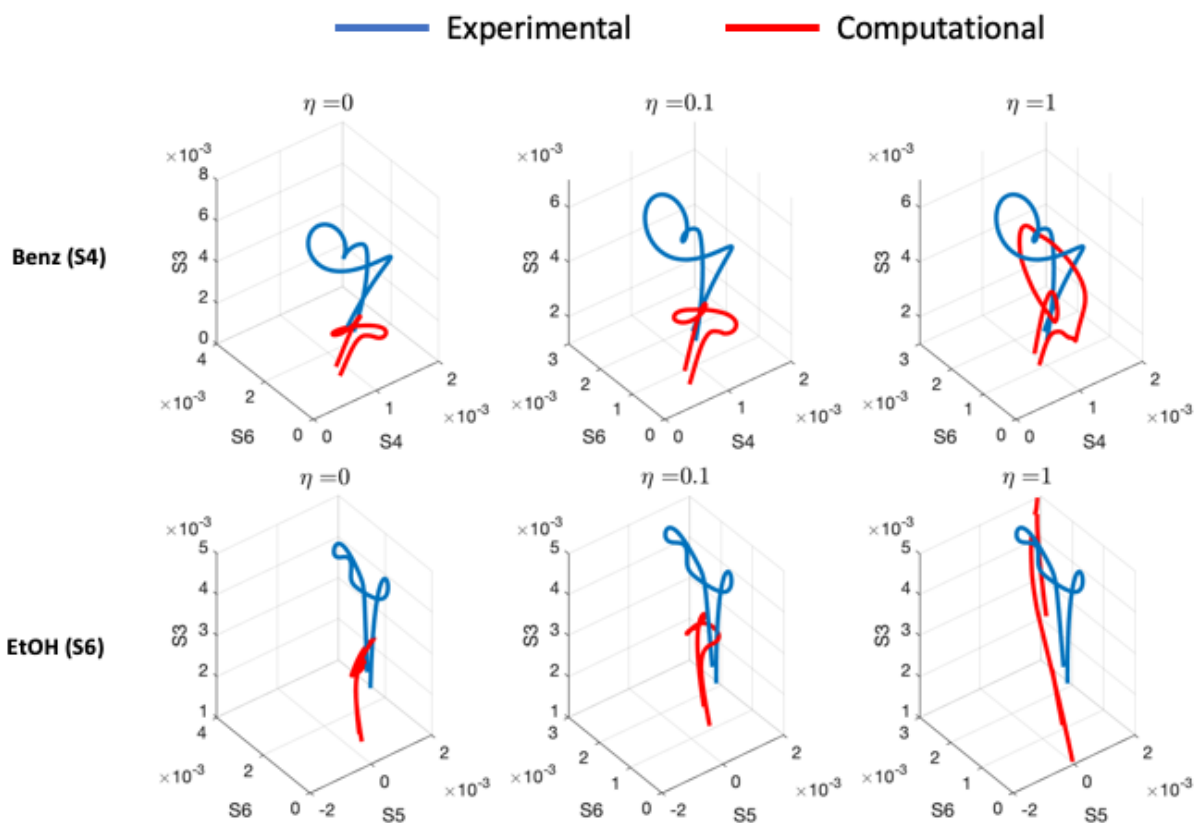 Experimental Computational
η =0 η =0.1 η =1
×10⁻³ ×10⁻³ ×10⁻³
8
6 6 6
Benz (S4)
S3 S3 S3
4 4 4
2 2 2
0
4 3 3
2 2 2
2 2 2
1 1
1 1 1
×10⁻³ ×10⁻³ ×10⁻³ ×10⁻³ ×10⁻³ ×10⁻³
S6 0 0 S4 S6 0 0 S4 S6 0 0 S4
η =0 η =0.1 η =1
×10⁻³ ×10⁻³ ×10⁻³
5 5 5
4 4 4
EtOH (S6)
S3 S3 S3
3 3 3
2 2 2
1 1 1
4 3 3
2 2 2
2 2 2
1 1
0 0 0
×10⁻³ ×10⁻³ ×10⁻³ ×10⁻³ ×10⁻³ ×10⁻³
S6 0 -2 S5 S6 0 -2 S5 S6 0 -2 S5